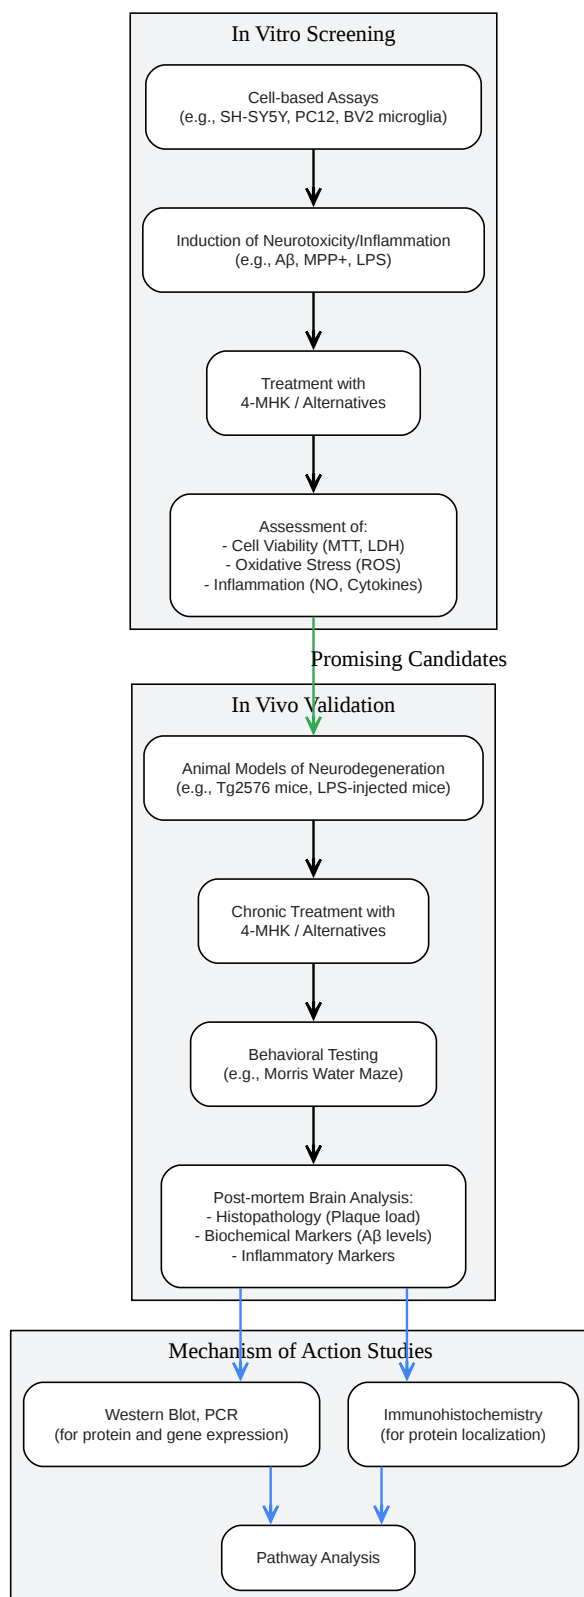 In Vitro Screening
Cell-based Assays
(e.g., SH-SY5Y, PC12, BV2 microglia)
Induction of Neurotoxicity/Inflammation
(e.g., Aβ, MPP+, LPS)
Treatment with
4-MHK / Alternatives
Assessment of:
- Cell Viability (MTT, LDH)
- Oxidative Stress (ROS)
- Inflammation (NO, Cytokines)
Promising Candidates
In Vivo Validation
Animal Models of Neurodegeneration
(e.g., Tg2576 mice, LPS-injected mice)
Chronic Treatment with
4-MHK / Alternatives
Behavioral Testing
(e.g., Morris Water Maze)
Post-mortem Brain Analysis:
- Histopathology (Plaque load)
- Biochemical Markers (Aβ levels)
- Inflammatory Markers
Mechanism of Action Studies
Western Blot, PCR
(for protein and gene expression)
Immunohistochemistry
(for protein localization)
Pathway Analysis